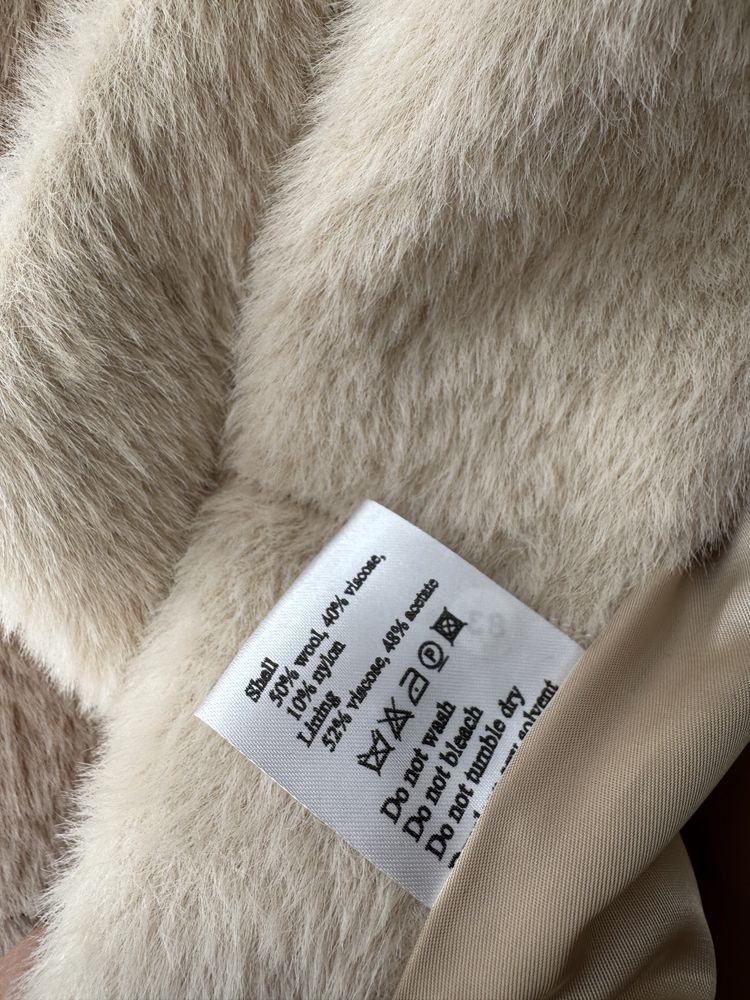 Shell
50% wool, 40% viscose,
10% nylon
Lining
52% viscose, 48% acetate
P
Do not wash
Do not bleach
Do not tumble dry
solvent